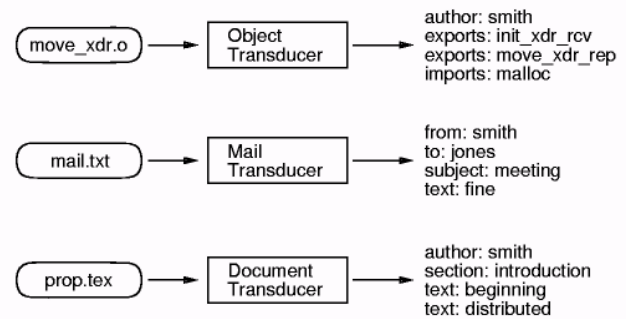 move_xdr.o
Object
Transducer
author: smith
exports: init_xdr_rcv
exports: move_xdr_rep
imports: malloc
mail.txt
Mail
Transducer
from: smith
to: jones
subject: meeting
text: fine
prop.tex
Document
Transducer
author: smith
section: introduction
text: beginning
text: distributed